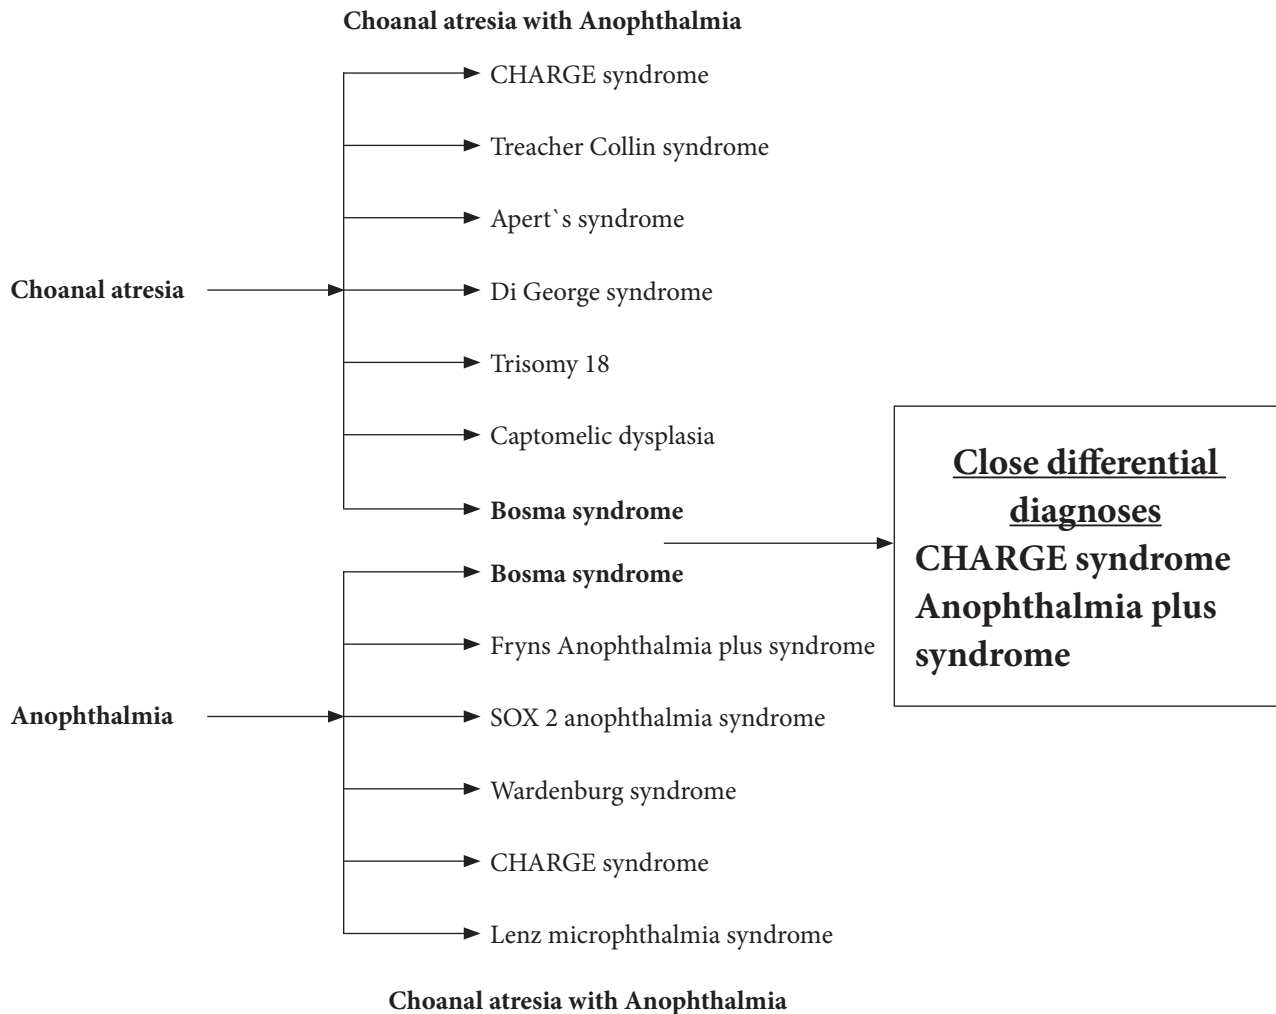 Choanal atresia with Anophthalmia
CHARGE syndrome
Treacher Collin syndrome
Apert`s syndrome
Choanal atresia
Di George syndrome
Trisomy 18
Captomelic dysplasia
Bosma syndrome
Bosma syndrome
Fryns Anophthalmia plus syndrome
Anophthalmia
SOX 2 anophthalmia syndrome
Wardenburg syndrome
CHARGE syndrome
Lenz microphthalmia syndrome
Close differential
diagnoses
CHARGE syndrome
Anophthalmia plus
syndrome
Choanal atresia with Anophthalmia